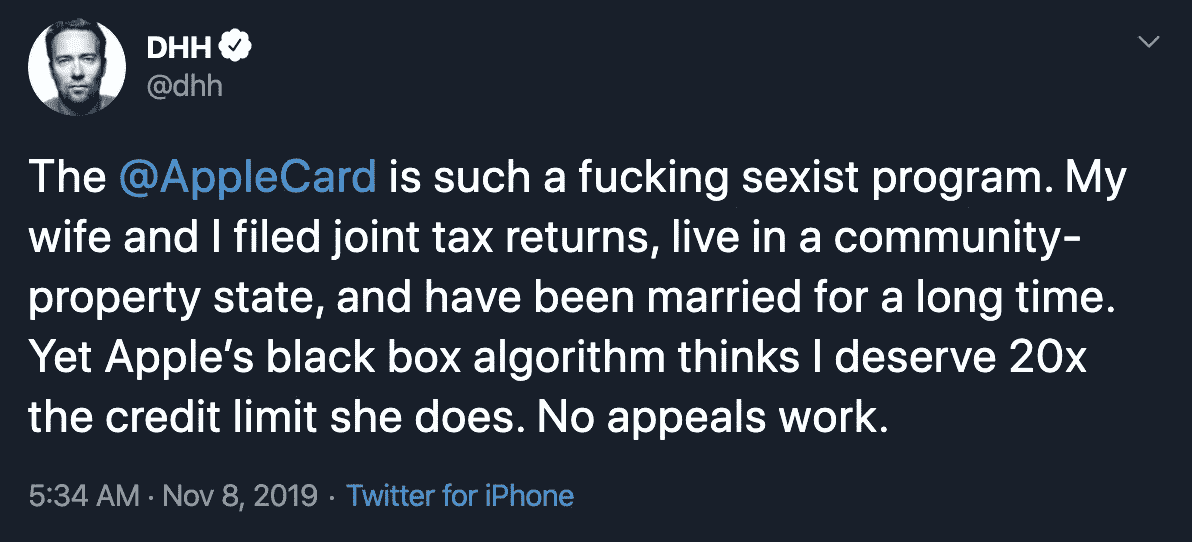 DHH
@dhh
The @AppleCard is such a fucking sexist program. My
wife and I filed joint tax returns, live in a community-
property state, and have been married for a long time.
Yet Apple’s black box algorithm thinks I deserve 20x
the credit limit she does. No appeals work.
5:34 AM · Nov 8, 2019 · Twitter for iPhone